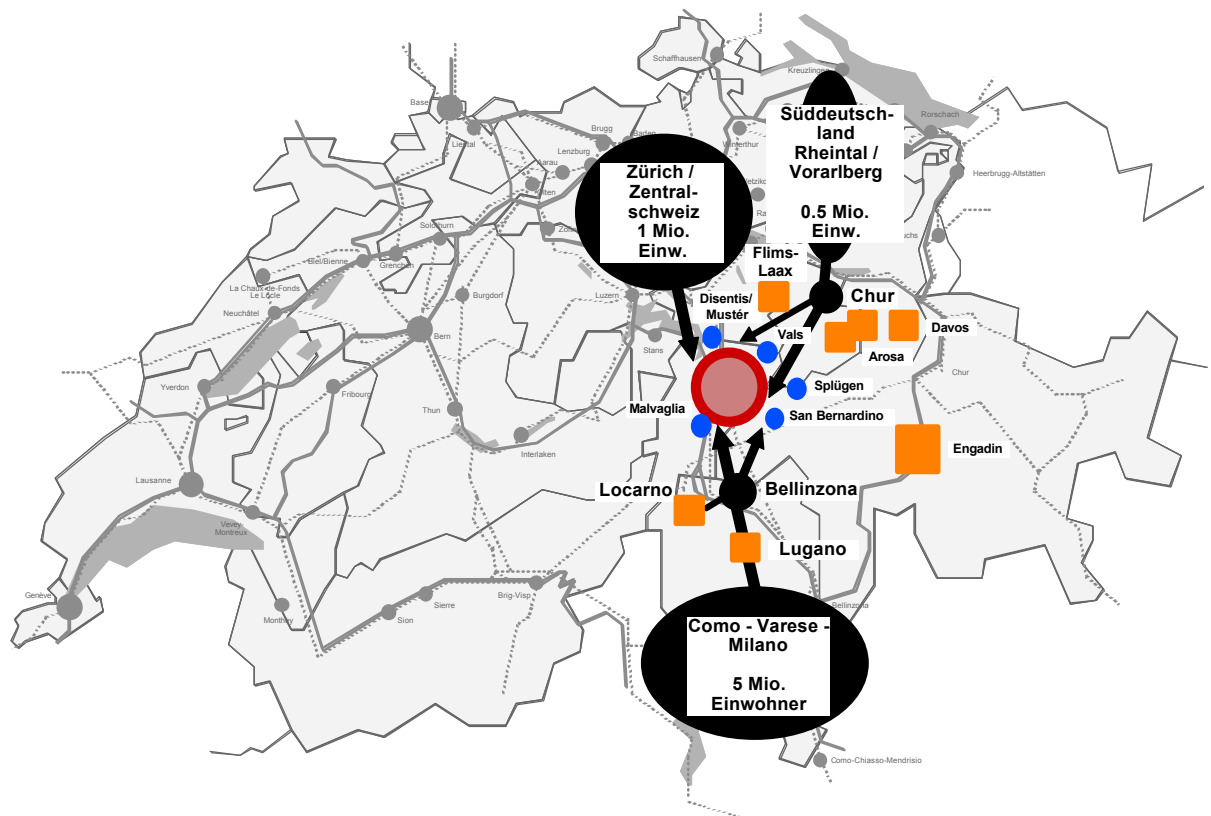 Schaffhausen
Kreuzlingen
Basel
Liestal
Brugg
Baden
Lenzburg
Aarau
Olten
Winterthur
Rorschach
Heerbrugg-Altstätten
Süddeutsch-
land
Rheintal /
Vorarlberg
0.5 Mio.
Einw.
Zürich /
Zentral-
schweiz
1 Mio.
Einw.
Solothurn
Biel/Bienne
Grenchen
La Chaux-de-Fonds
Le Locle
Neuchâtel
Burgdorf
Luzern
Bern
Stans
Flims-
Laax
Disentis/
Mustér
Chur
Vals
Davos
Arosa
Chur
Splügen
Yverdon
Fribourg
Thun
Interlaken
Malvaglia
San Bernardino
Engadin
Lausanne
Vevey-
Montreux
Locarno
Bellinzona
Lugano
Genève
Monthey
Sion
Sierre
Brig-Visp
Bellinzona
Como - Varese -
Milano
5 Mio.
Einwohner
Como-Chiasso-Mendrisio